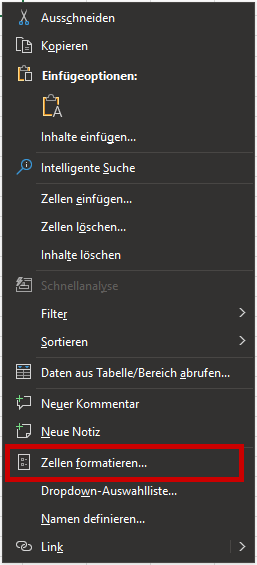 Ausschneiden
Kopieren
Einfügeoptionen:
Inhalte einfügen...
Intelligente Suche
Zellen einfügen...
Zellen löschen...
Inhalte löschen
Schnellanalyse
Filter
Sortieren
Daten aus Tabelle/Bereich abrufen...
Neuer Kommentar
Neue Notiz
Zellen formatieren...
Dropdown-Auswahlliste...
Namen definieren...
Link